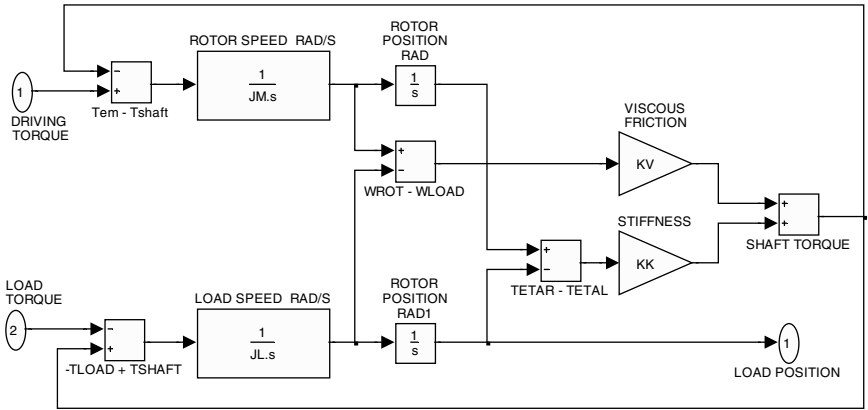 ROTOR SPEED RAD/S
ROTOR
POSITION
RAD
−
+
1
JM.s
1
s
1
Tem - Tshaft
DRIVING
TORQUE
VISCOUS
FRICTION
+
−
KV
WROT - WLOAD
+
+
STIFFNESS
SHAFT TORQUE
+
−
KK
TETAR - TETAL
LOAD
TORQUE
LOAD SPEED RAD/S
ROTOR
POSITION
RAD1
2
−
+
1
JL.s
1
s
1
-TLOAD + TSHAFT
LOAD POSITION